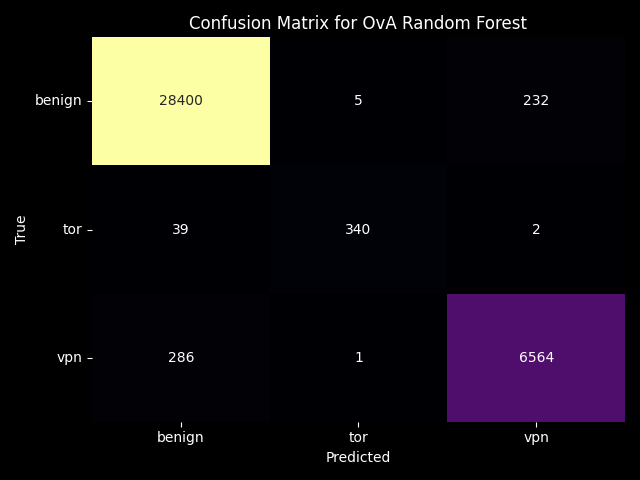 Confusion Matrix for OvA Random Forest
True
benign 28400 5 232
tor 39 340 2
vpn 286 1 6564
benign tor vpn
Predicted